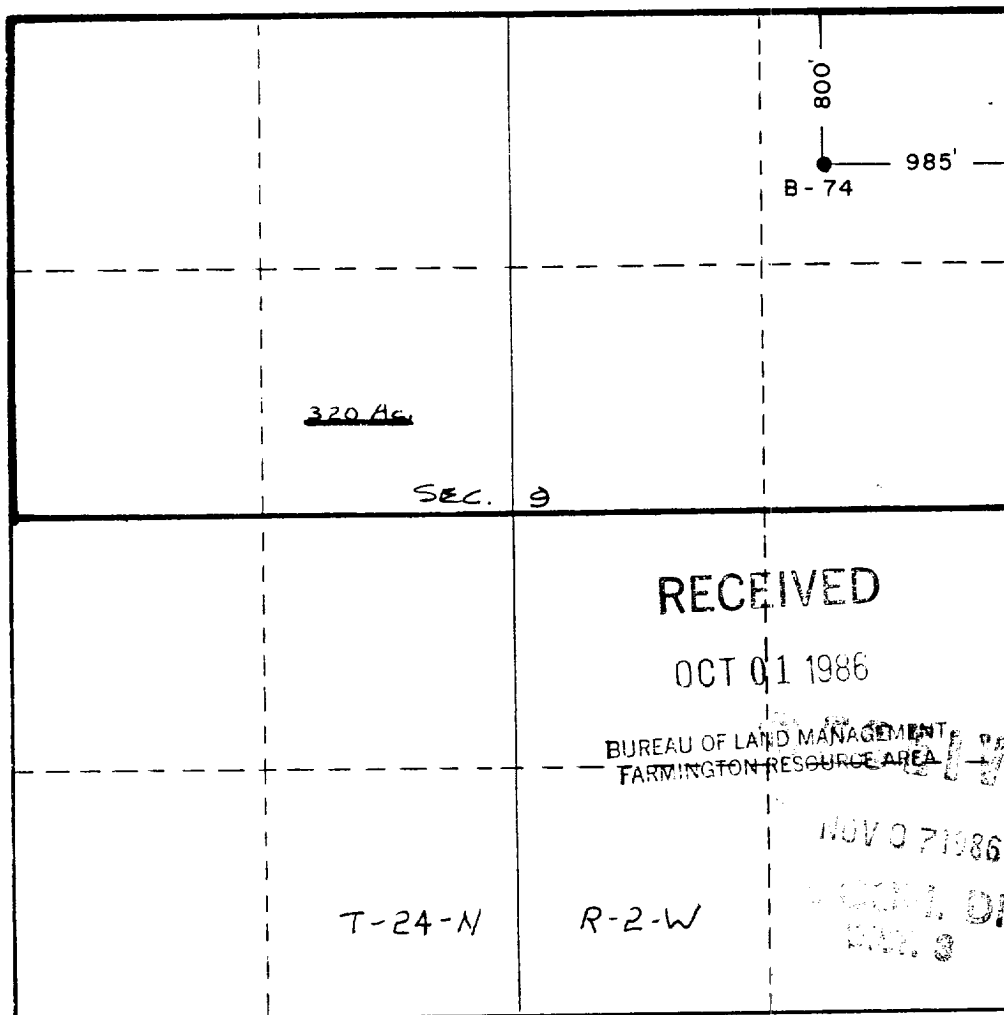 800'
985'
B-74
320 Ac.
SEC. 9
RECEIVED
OCT 01 1986
BUREAU OF LAND MANAGEMENT
FARMINGTON RESOURCE AREA
NOV 07 1986
DI
T-24-N R-2-W